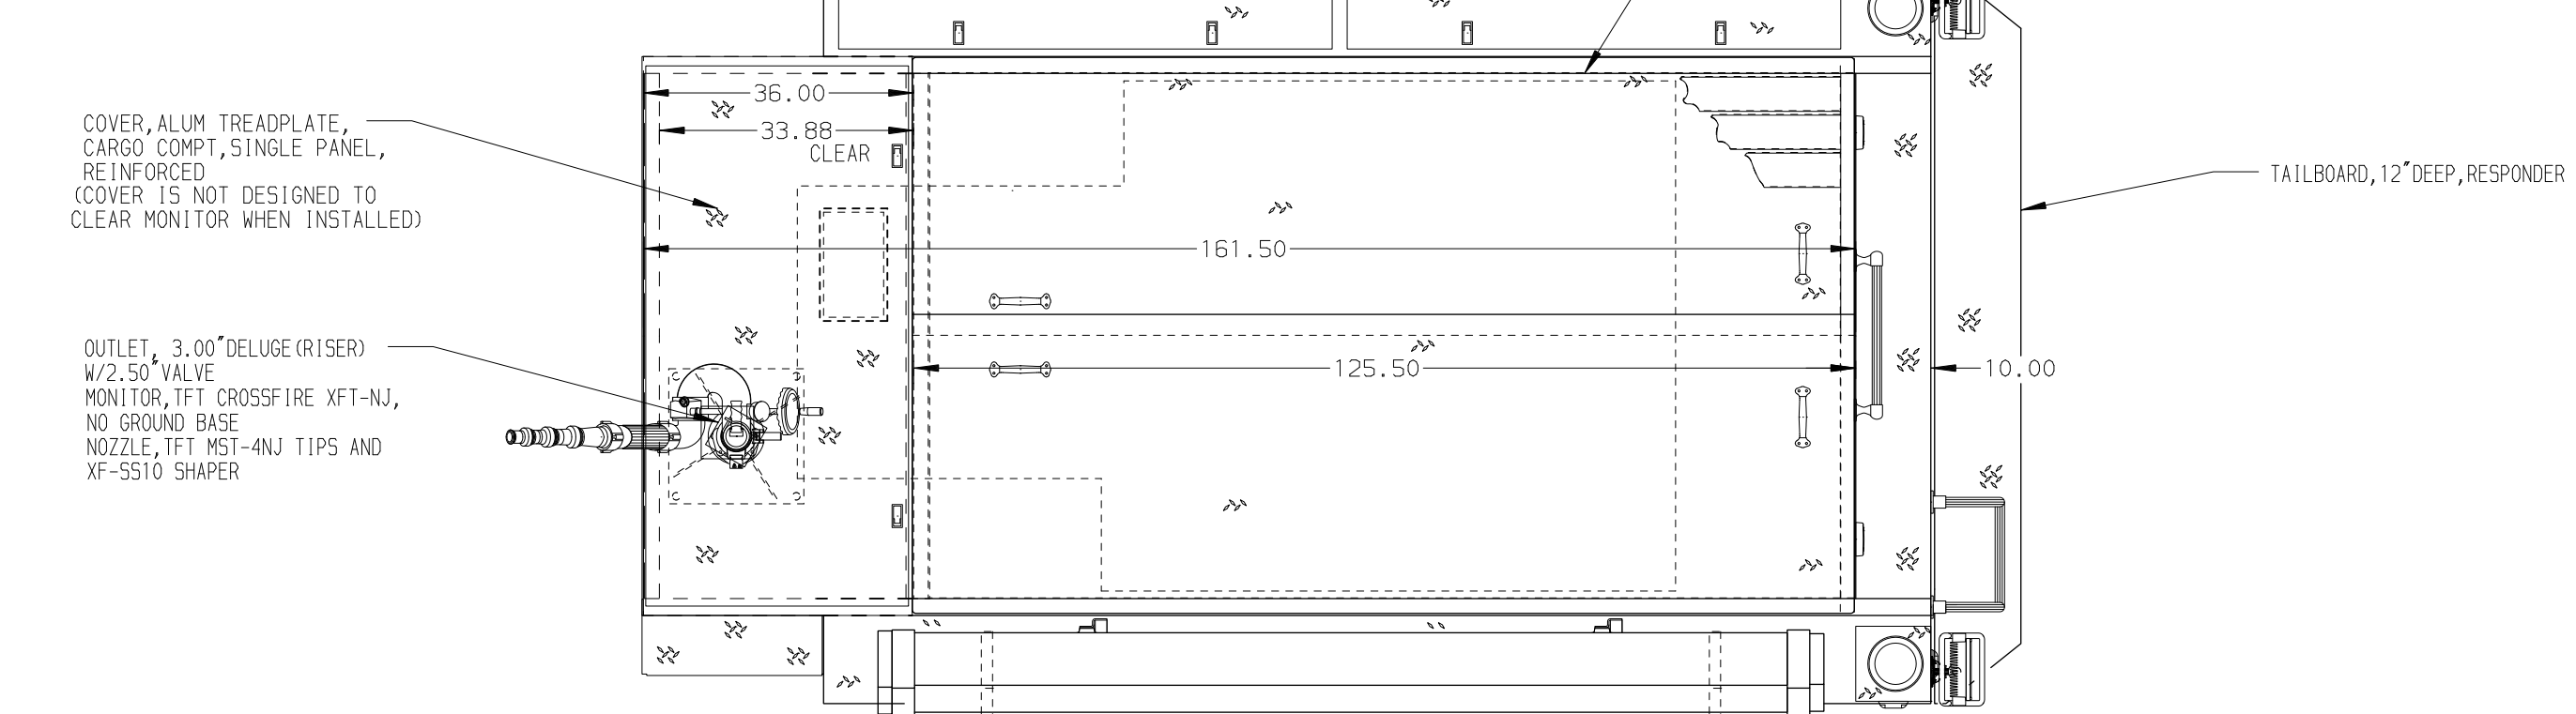 COVER,ALUM TREADPLATE,
CARGO COMPT,SINGLE PANEL,
REINFORCED
(COVER IS NOT DESIGNED TO
CLEAR MONITOR WHEN INSTALLED)
OUTLET, 3.00"DELUGE(RISER)
W/2.50"VALVE
MONITOR,TFT CROSSFIRE XFT-NJ,
NO GROUND BASE
NOZZLE,TFT MST-4NJ TIPS AND
XF-SS10 SHAPER
36.00
33.88
CLEAR
161.50
125.50
10.00
TAILBOARD,12"DEEP,RESPONDER